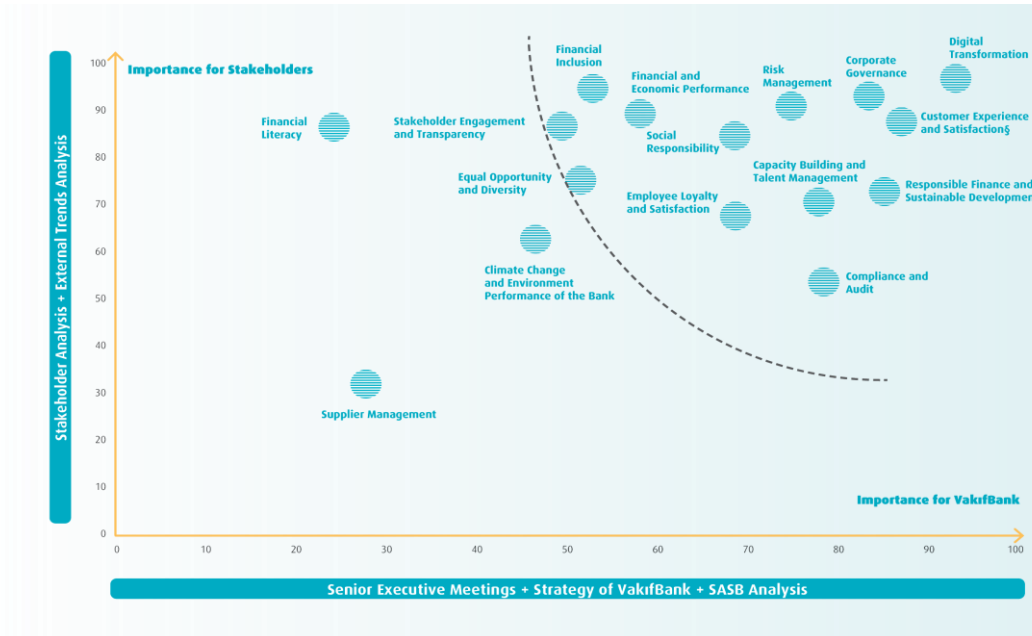 Importance for Stakeholders
Stakeholder Analysis + External Trends Analysis
100
90
80
70
60
50
40
30
20
10
0
Digital
Transformation
Financial
Inclusion
Corporate
Governance
Risk
Management
Financial and
Economic Performance
Customer Experience
and Satisfaction§
Financial
Literacy
Stakeholder Engagement
and Transparency
Social
Responsibility
Capacity Building and
Talent Management
Equal Opportunity
and Diversity
Responsible Finance and
Sustainable Developmen
Employee Loyalty
and Satisfaction
Climate Change
and Environment
Performance of the Bank
Compliance and
Audit
Supplier Management
Importance for VakıfBank
0
10
20
30
40
50
60
70
80
90
100
Senior Executive Meetings + Strategy of VakıfBank + SASB Analysis